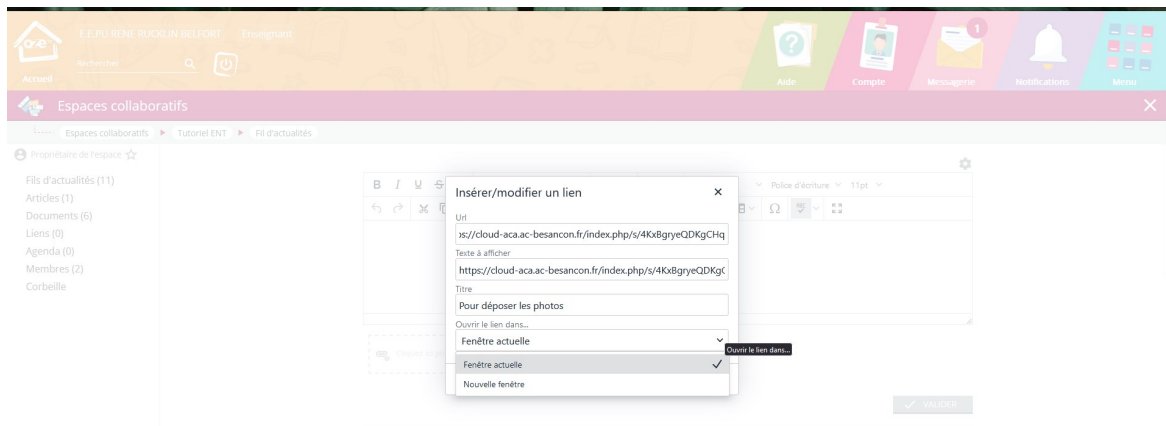 E.E.PU RENE RUCKLIN BELFORT Enseignant
one
Rechercher
Accueil
Aide
Compte
1
Messagerie
Notifications
Menu
Espaces collaboratifs
Espaces collaboratifs Tutoriel ENT Fil d'actualités
Propriétaire de l'espace
Fils d'actualités (11)
Articles (1)
Documents (6)
Liens (0)
Agenda (0)
Membres (2)
Corbeille
B I U S
Police d'écriture 11pt
Ω
Insérer/modifier un lien
Url
os://cloud-aca.ac-besancon.fr/index.php/s/4KxBgryeQDKgCHq
Texte à afficher
https://cloud-aca.ac-besancon.fr/index.php/s/4KxBgryeQDKg
Titre
Pour déposer les photos
Ouvrir le lien dans...
Fenêtre actuelle
Ouvrir le lien dans...
Fenêtre actuelle
Nouvelle fenêtre
VALIDER